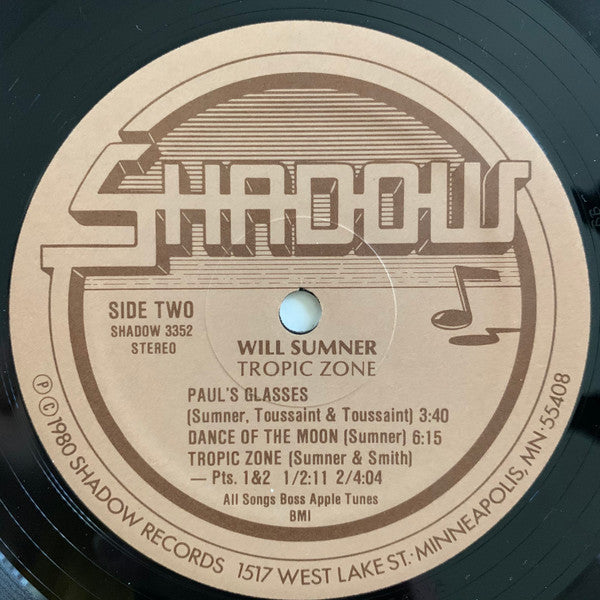 SHADOW
SIDE TWO
SHADOW 3352
STEREO
WILL SUMNER
TROPIC ZONE
PAUL'S GLASSES
(Sumner, Toussaint & Toussaint) 3:40
DANCE OF THE MOON (Sumner) 6:15
TROPIC ZONE (Sumner & Smith)
— Pts. 1&2 1/2:11 2/4:04
All Songs Boss Apple Tunes
BMI
Ⓟ © 1980 SHADOW RECORDS 1517 WEST LAKE ST· MINNEAPOLIS, MN· 55408